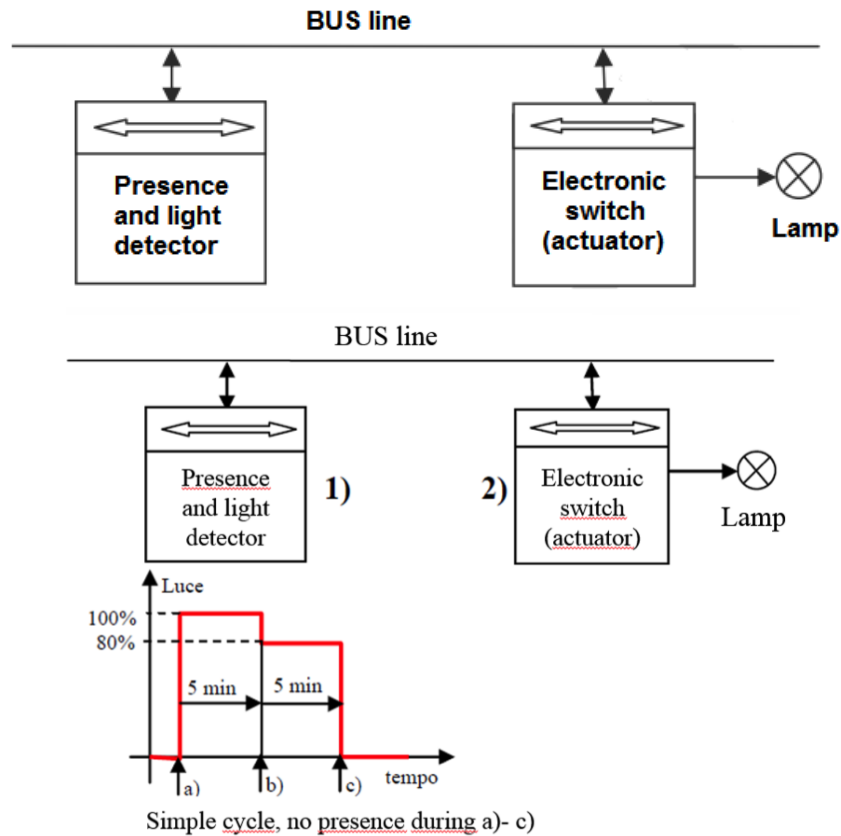 BUS line
Presence
and light
detector
Electronic
switch
(actuator)
Lamp
BUS line
Presence
and light
detector
1)
2)
Electronic
switch
(actuator)
Lamp
Luce
100%
80%
5 min
5 min
a)
b)
c)
tempo
Simple cycle, no presence during a)- c)